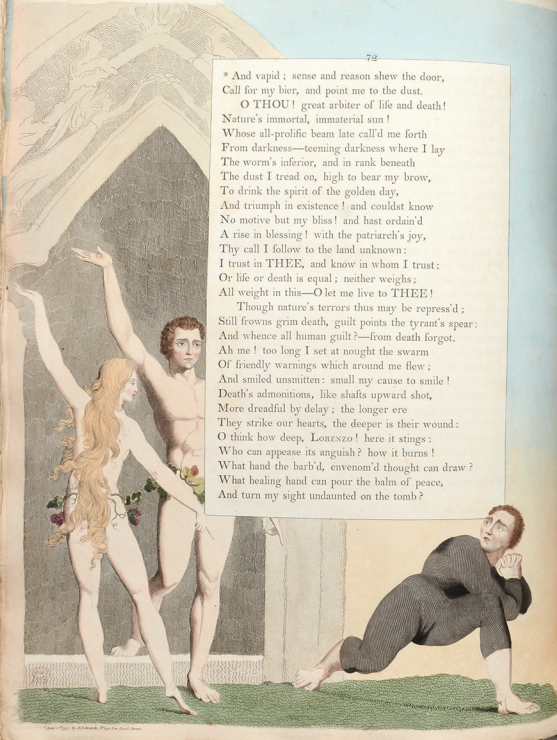 72
* And vapid ; sense and reason shew the door,
Call for my bier, and point me to the dust.
O THOU ! great arbiter of life and death !
Nature's immortal, immaterial sun !
Whose all-prolific beam late call'd me forth
From darkness—teeming darkness where I lay
The worm's inferior, and in rank beneath
The dust I tread on, high to bear my brow,
To drink the spirit of the golden day,
And triumph in existence ! and couldst know
No motive but my bliss ! and hast ordain'd
A rise in blessing ! with the patriarch's joy,
Thy call I follow to the land unknown :
I trust in THEE, and know in whom I trust :
Or life or death is equal ; neither weighs ;
All weight in this—O let me live to THEE !
Though nature's terrors thus may be repress'd ;
Still frowns grim death, guilt points the tyrant's spear :
And whence all human guilt ?—from death forgot.
Ah me ! too long I set at nought the swarm
Of friendly warnings which around me flew ;
And smiled unsmitten : small my cause to smile !
Death's admonitions, like shafts upward shot,
More dreadful by delay ; the longer ere
They strike our hearts, the deeper is their wound :
O think how deep, LORENZO ! here it stings :
Who can appease its anguish ? how it burns !
What hand the barb'd, envenom'd thought can draw ?
What healing hand can pour the balm of peace,
And turn my sight undaunted on the tomb ?